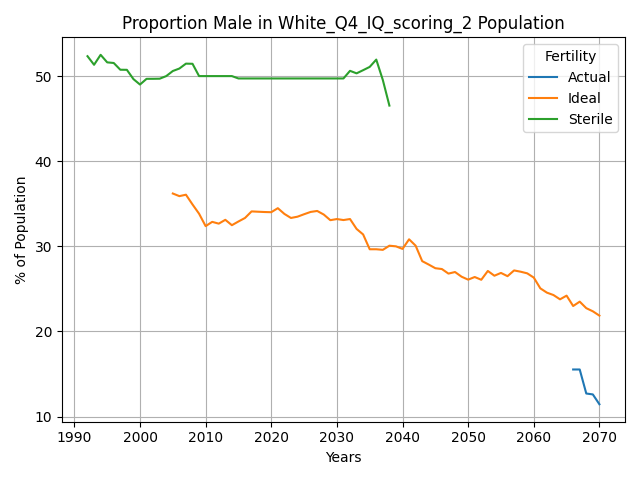 Proportion Male in White_Q4_IQ_scoring_2 Population
Fertility
Actual
Ideal
Sterile
% of Population
50
40
30
20
10
1990 2000 2010 2020 2030 2040 2050 2060 2070
Years